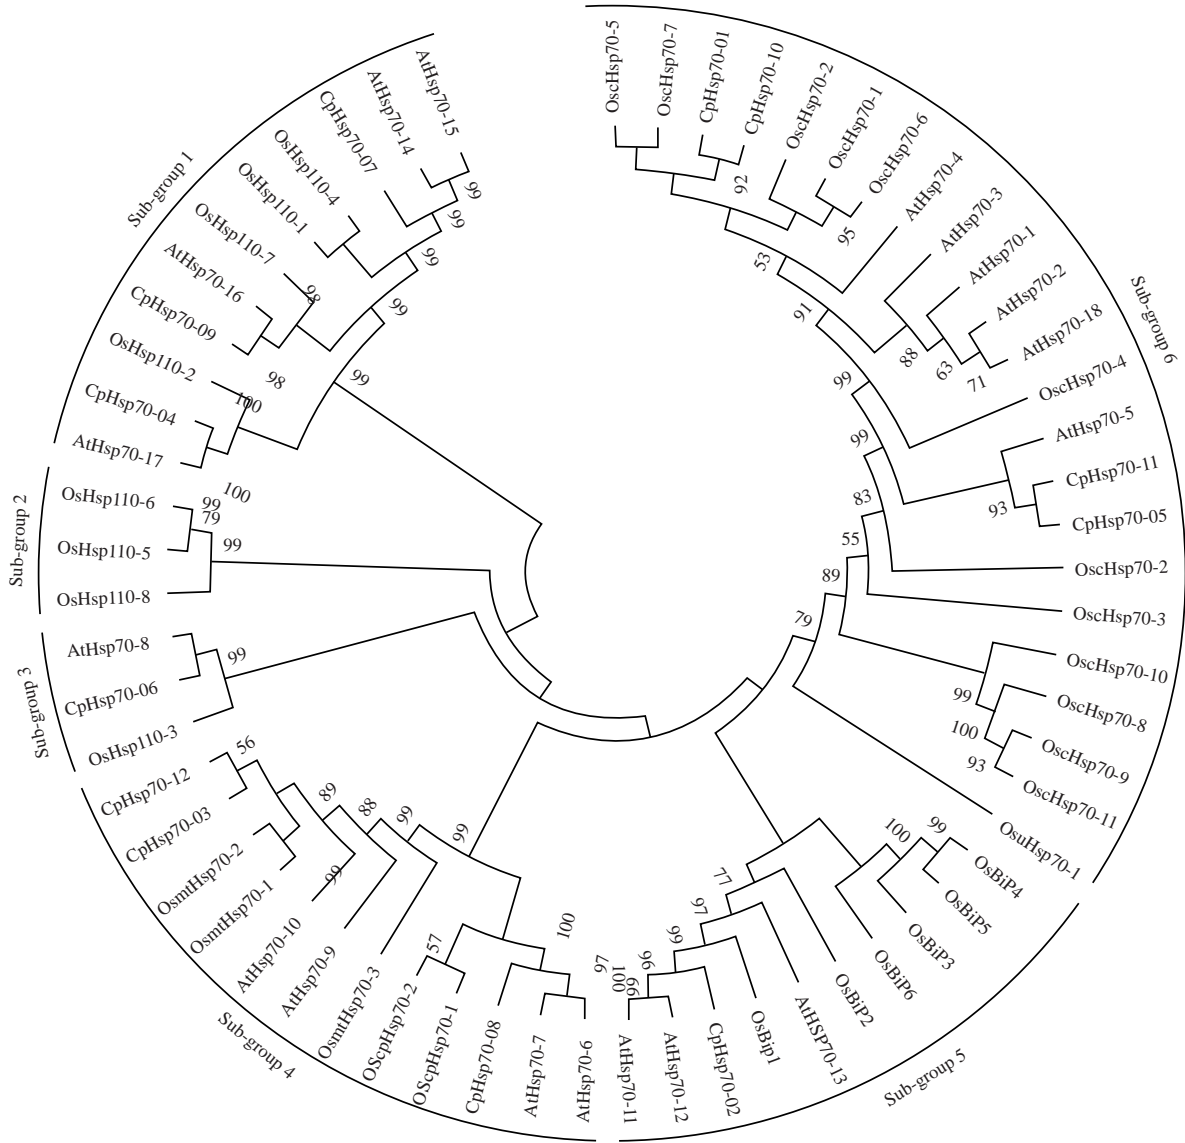 OscHsp70-5
OscHsp70-7
CpHsp70-01
CpHsp70-10
OscHsp70-2
OscHsp70-1
OscHsp70-6
AtHsp70-4
AtHsp70-3
AtHsp70-1
AtHsp70-2
AtHsp70-18
OscHsp70-4
AtHsp70-5
CpHsp70-11
CpHsp70-05
OscHsp70-2
OscHsp70-3
OscHsp70-10
OscHsp70-8
OscHsp70-9
OscHsp70-11
OsuHsp70-1
Sub-group 6
92
95
53
91
88
63
71
99
99
93
83
55
89
79
99
100
93
OsBiP4
OsBiP5
OsBiP3
OsBiP6
OsBiP2
AtHSP70-13
OsBip1
CpHsp70-02
AtHsp70-12
AtHsp70-11
Sub-group 5
99
100
77
97
99
96
99
100
97
AtHsp70-6
AtHsp70-7
CpHsp70-08
OScpHsp70-1
OScpHsp70-2
OsmtHsp70-3
AtHsp70-9
AtHsp70-10
OsmtHsp70-1
OsmtHsp70-2
CpHsp70-03
CpHsp70-12
Sub-group 4
100
57
99
99
88
89
99
56
OsHsp110-3
CpHsp70-06
AtHsp70-8
Sub-group 3
99
OsHsp110-8
OsHsp110-5
OsHsp110-6
Sub-group 2
99
79
99
100
AtHsp70-17
CpHsp70-04
OsHsp110-2
CpHsp70-09
AtHsp70-16
OsHsp110-7
OsHsp110-1
OsHsp110-4
CpHsp70-07
AtHsp70-14
AtHsp70-15
Sub-group 1
100
98
98
99
99
99
99
99